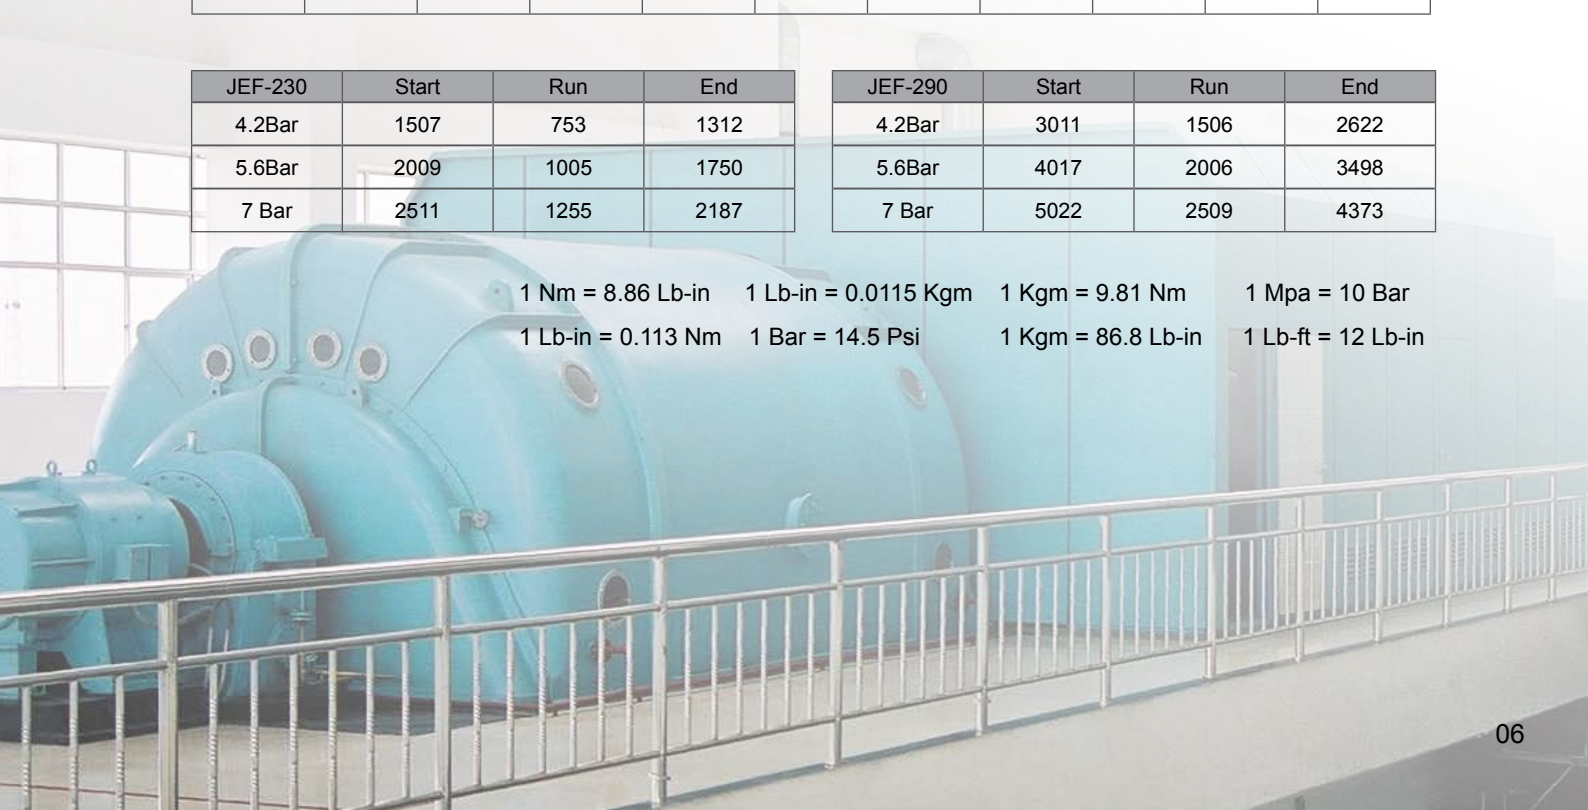 JEF-230 Start Run End JEF-290 Start Run End
4.2Bar 1507 753 1312 4.2Bar 3011 1506 2622
5.6Bar 2009 1005 1750 5.6Bar 4017 2006 3498
7 Bar 2511 1255 2187 7 Bar 5022 2509 4373
1 Nm = 8.86 Lb-in 1 Lb-in = 0.0115 Kgm 1 Kgm = 9.81 Nm 1 Mpa = 10 Bar
1 Lb-in = 0.113 Nm 1 Bar = 14.5 Psi 1 Kgm = 86.8 Lb-in 1 Lb-ft = 12 Lb-in
06